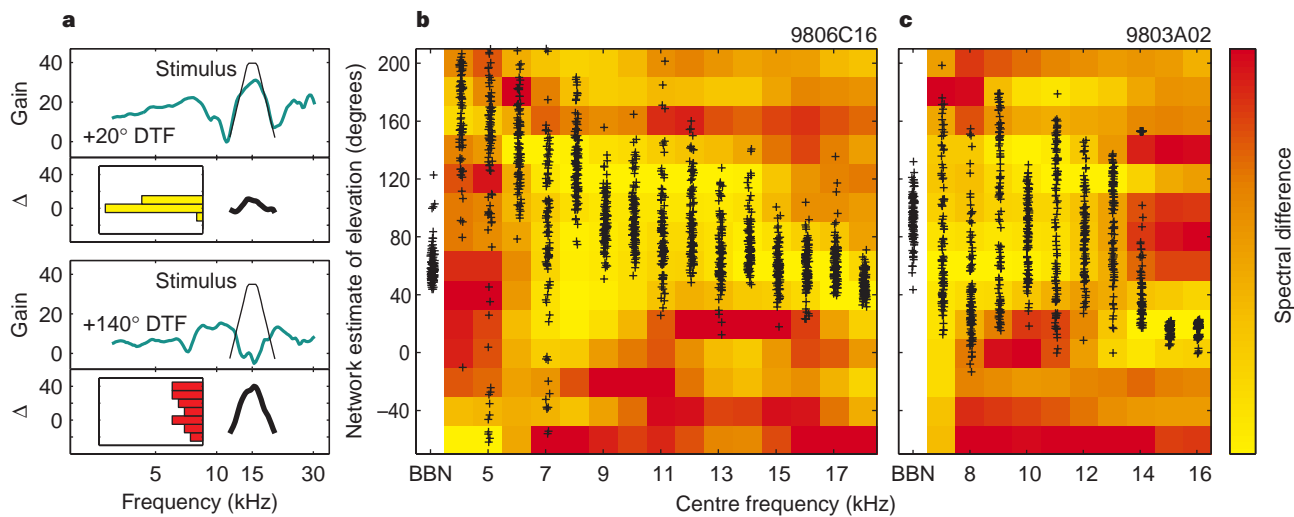 a
b
c
9806C16
9803A02
Gain
40
20
0
Stimulus
+20° DTF
Δ
40
0
Gain
40
20
0
Stimulus
+140° DTF
Δ
40
0
5 10 15 30
Frequency (kHz)
Network estimate of elevation (degrees)
200
160
120
80
40
0
–40
BBN 5 7 9 11 13 15 17
BBN 8 10 12 14 16
Centre frequency (kHz)
Spectral difference